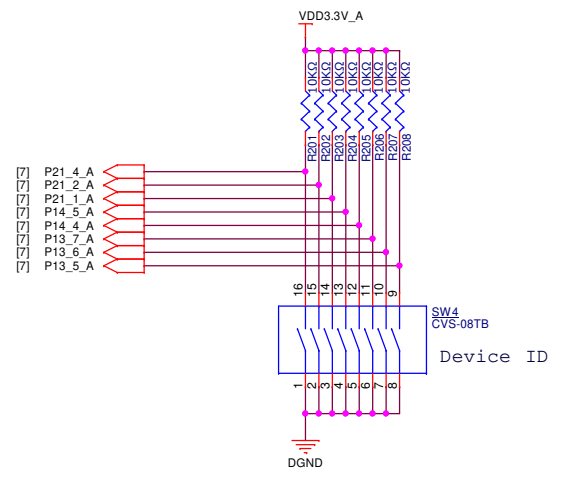 VDD3.3V_A
10KΩ 10KΩ 10KΩ 10KΩ 10KΩ 10KΩ 10KΩ 10KΩ
R201 R202 R203 R204 R205 R206 R207 R208
[7] P21_4_A
[7] P21_2_A
[7] P21_1_A
[7] P14_5_A
[7] P14_4_A
[7] P13_7_A
[7] P13_6_A
[7] P13_5_A
16 15 14 13 12 11 10 9
SW4
CVS-08TB
Device ID
1 2 3 4 5 6 7 8
DGND